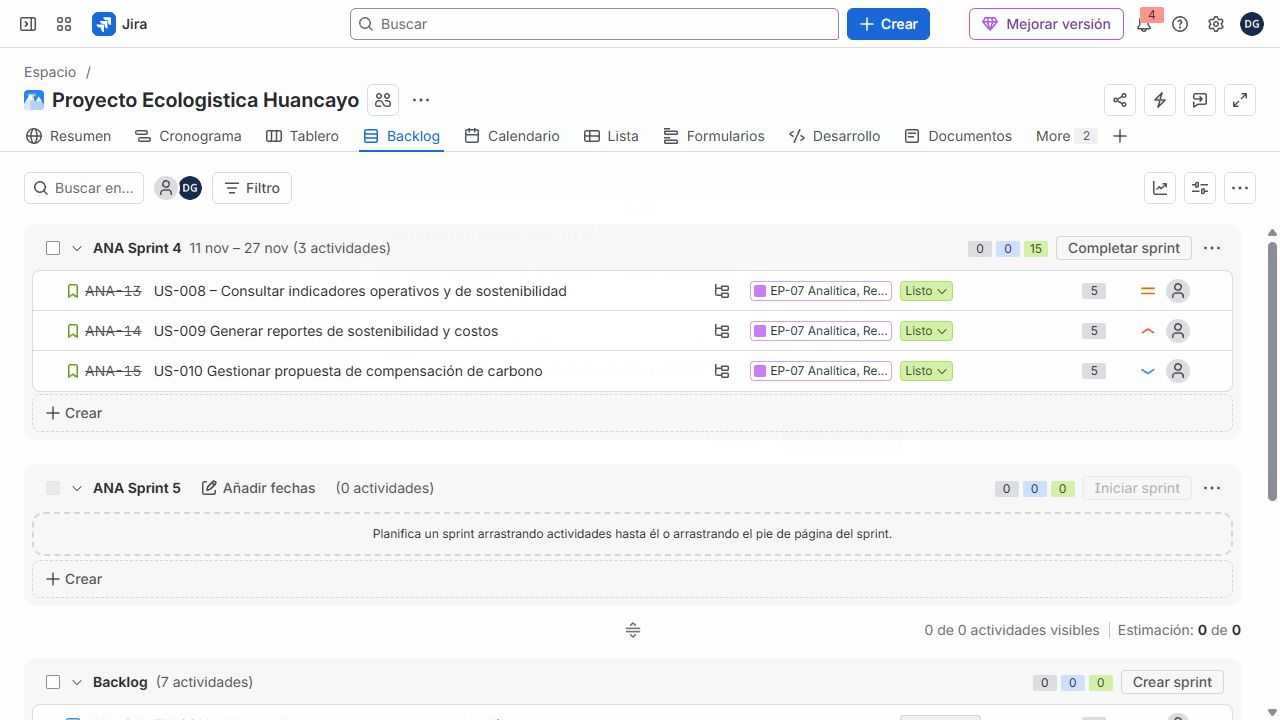 Jira
Buscar
Crear
Mejorar versión
4
DG
Espacio /
Proyecto Ecologistica Huancayo
Resumen Cronograma Tablero Backlog Calendario Lista Formularios Desarrollo Documentos More 2
Buscar en... DG Filtro
ANA Sprint 4 11 nov – 27 nov (3 actividades) 0 0 15 Completar sprint
ANA-13 US-008 – Consultar indicadores operativos y de sostenibilidad EP-07 Analítica, Re... Listo 5
ANA-14 US-009 Generar reportes de sostenibilidad y costos EP-07 Analítica, Re... Listo 5
ANA-15 US-010 Gestionar propuesta de compensación de carbono EP-07 Analítica, Re... Listo 5
Crear
ANA Sprint 5 Añadir fechas (0 actividades) 0 0 0 Iniciar sprint
Planifica un sprint arrastrando actividades hasta él o arrastrando el pie de página del sprint.
Crear
0 de 0 actividades visibles Estimación: 0 de 0
Backlog (7 actividades) 0 0 0 Crear sprint